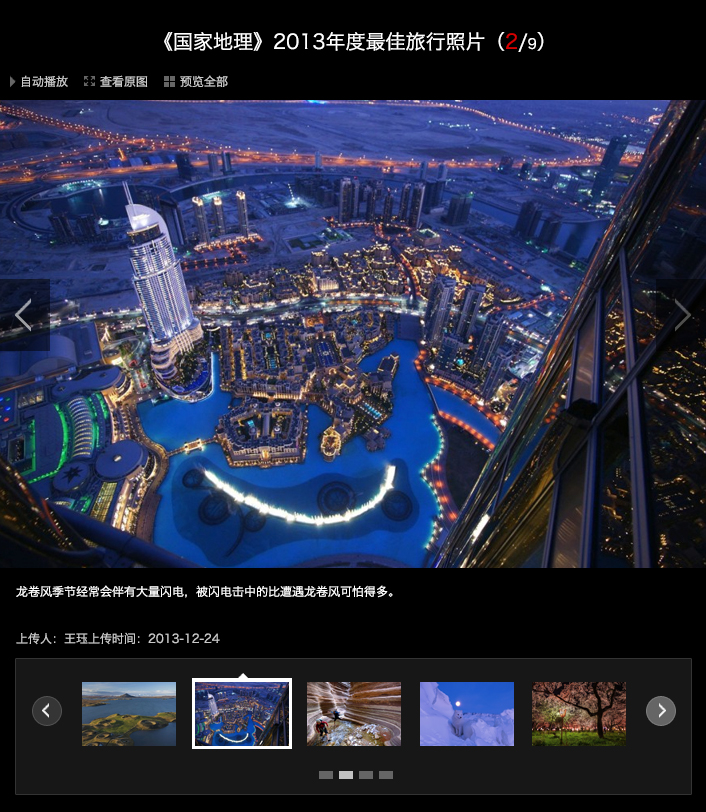 《国家地理》2013年度最佳旅行照片（2/9）
自动播放 查看原图 预览全部
龙卷风季节经常会伴有大量闪电，被闪电击中的比遭遇龙卷风可怕得多。
上传人：王珏上传时间：2013-12-24